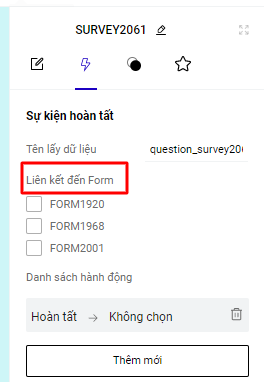 SURVEY2061
Sự kiện hoàn tất
Tên lấy dữ liệu question_survey20
Liên kết đến Form
FORM1920
FORM1968
FORM2001
Danh sách hành động
Hoàn tất → Không chọn
Thêm mới